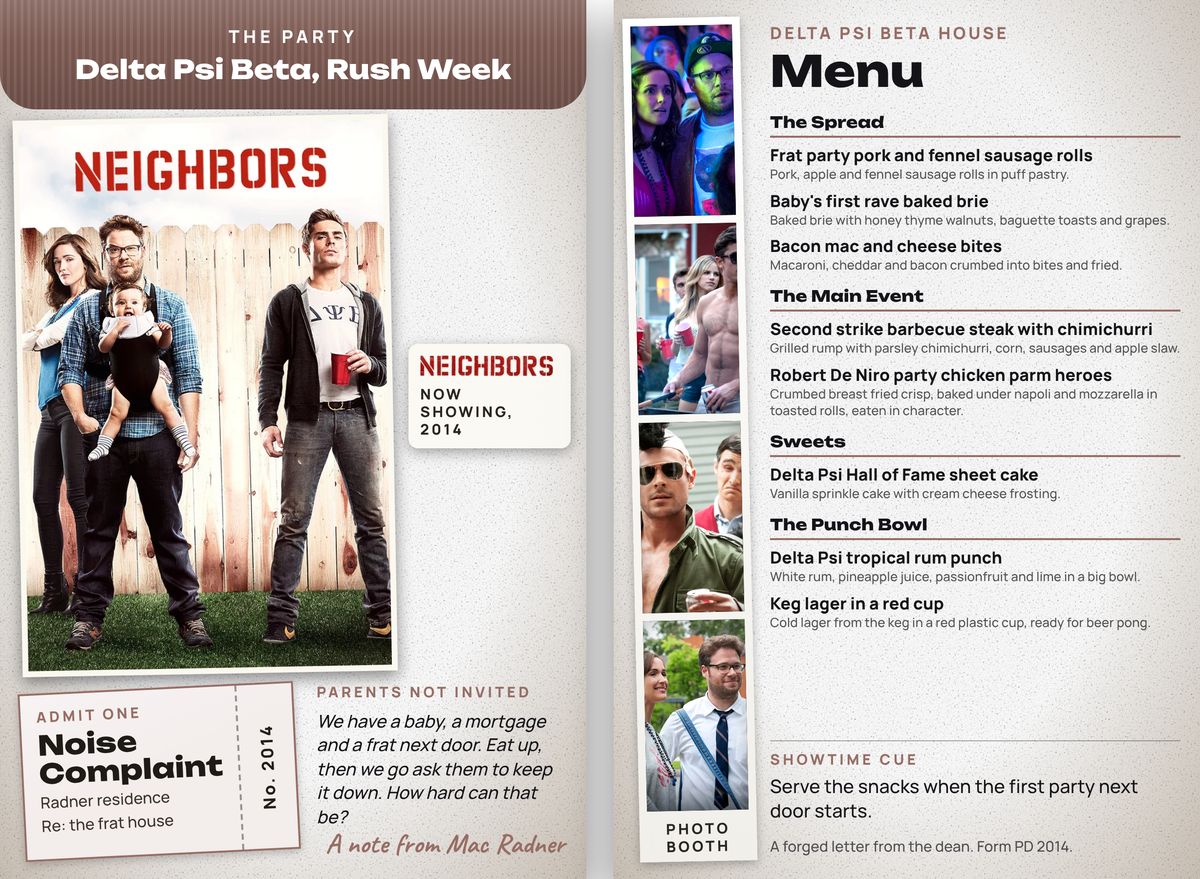 THE PARTY
Delta Psi Beta, Rush Week
NEIGHBORS
ΔΨΒ
NEIGHBORS
NOW
SHOWING,
2014
ADMIT ONE
Noise
Complaint
Radner residence
Re: the frat house
No. 2014
PARENTS NOT INVITED
We have a baby, a mortgage
and a frat next door. Eat up,
then we go ask them to keep
it down. How hard can that
be?
A note from Mac Radner
PHOTO
BOOTH
DELTA PSI BETA HOUSE
Menu
The Spread
Frat party pork and fennel sausage rolls
Pork, apple and fennel sausage rolls in puff pastry.
Baby's first rave baked brie
Baked brie with honey thyme walnuts, baguette toasts and grapes.
Bacon mac and cheese bites
Macaroni, cheddar and bacon crumbed into bites and fried.
The Main Event
Second strike barbecue steak with chimichurri
Grilled rump with parsley chimichurri, corn, sausages and apple slaw.
Robert De Niro party chicken parm heroes
Crumbed breast fried crisp, baked under napoli and mozzarella in
toasted rolls, eaten in character.
Sweets
Delta Psi Hall of Fame sheet cake
Vanilla sprinkle cake with cream cheese frosting.
The Punch Bowl
Delta Psi tropical rum punch
White rum, pineapple juice, passionfruit and lime in a big bowl.
Keg lager in a red cup
Cold lager from the keg in a red plastic cup, ready for beer pong.
SHOWTIME CUE
Serve the snacks when the first party next
door starts.
A forged letter from the dean. Form PD 2014.